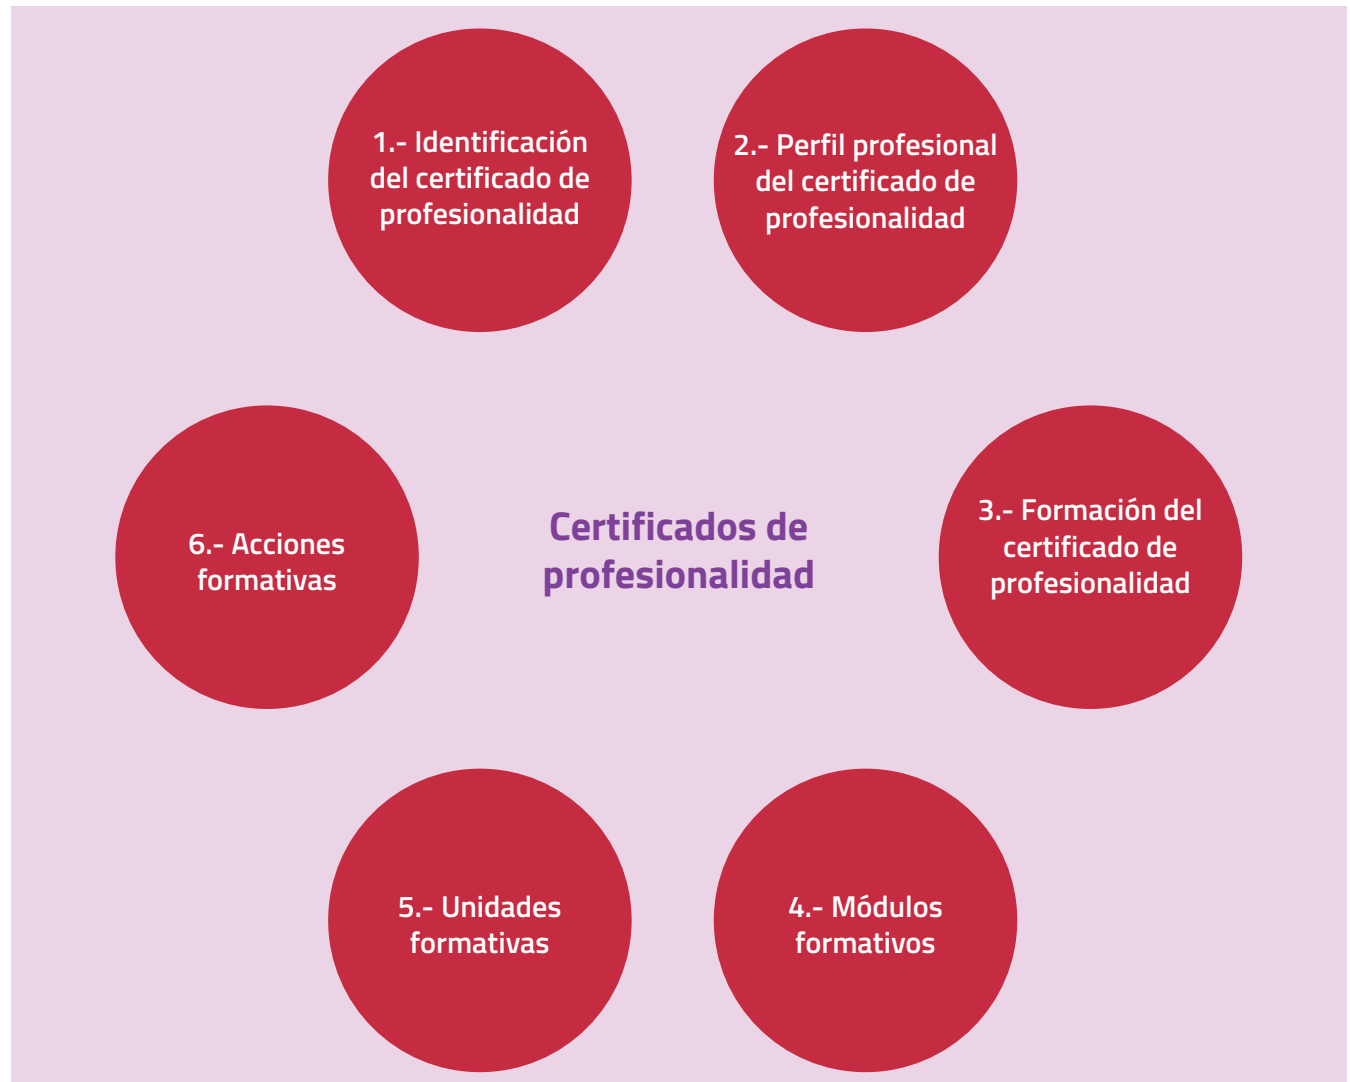 1.- Identificación
del certificado de
profesionalidad
2.- Perfil profesional
del certificado de
profesionalidad
3.- Formación del
certificado de
profesionalidad
4.- Módulos
formativos
5.- Unidades
formativas
6.- Acciones
formativas
Certificados de
profesionalidad